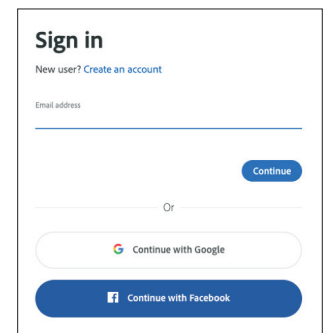 Sign in
New user? Create an account
Email address
Continue
Or
Continue with Google
Continue with Facebook